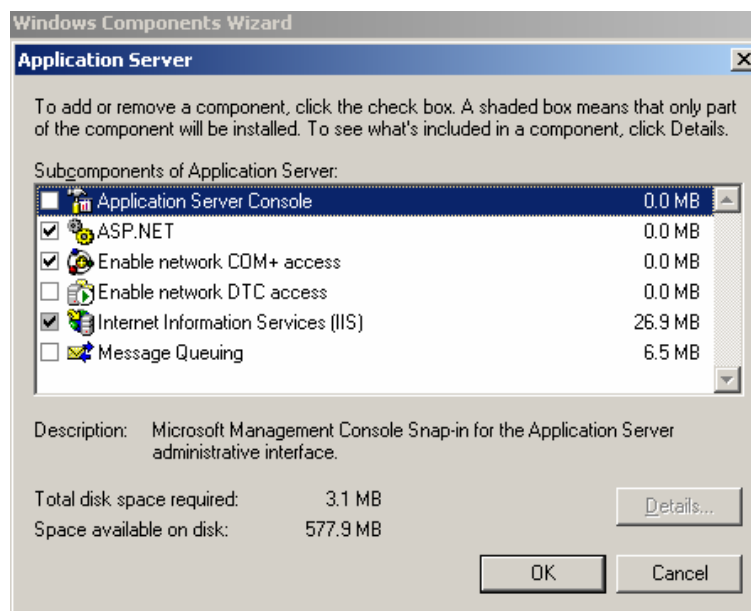 Windows Components Wizard
Application Server
To add or remove a component, click the check box. A shaded box means that only part
of the component will be installed. To see what's included in a component, click Details.
Subcomponents of Application Server:
Application Server Console 0.0 MB
ASP.NET 0.0 MB
Enable network COM+ access 0.0 MB
Enable network DTC access 0.0 MB
Internet Information Services (IIS) 26.9 MB
Message Queuing 6.5 MB
Description: Microsoft Management Console Snap-in for the Application Server
administrative interface.
Total disk space required: 3.1 MB
Details...
Space available on disk: 577.9 MB
OK Cancel